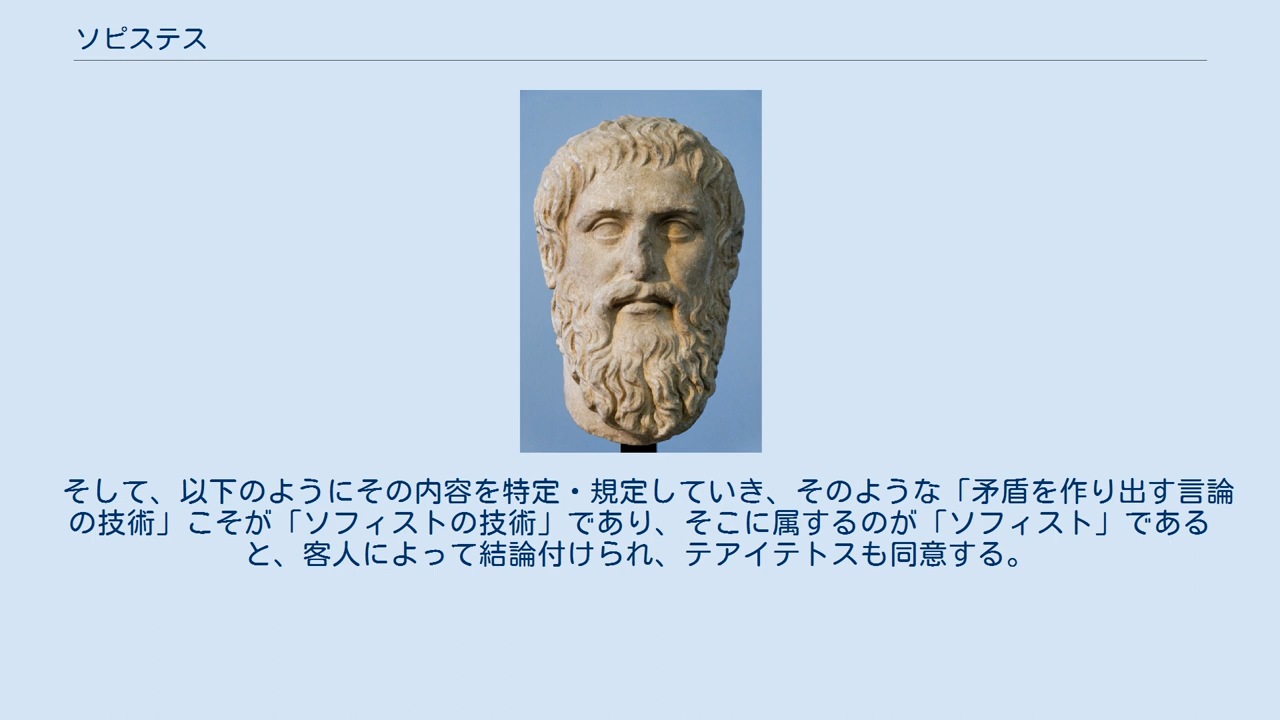 ソピステス
そして、以下のようにその内容を特定・規定していき、そのような「矛盾を作り出す言論
の技術」こそが「ソフィストの技術」であり、そこに属するのが「ソフィスト」である
と、客人によって結論付けられ、テアイテトスも同意する。